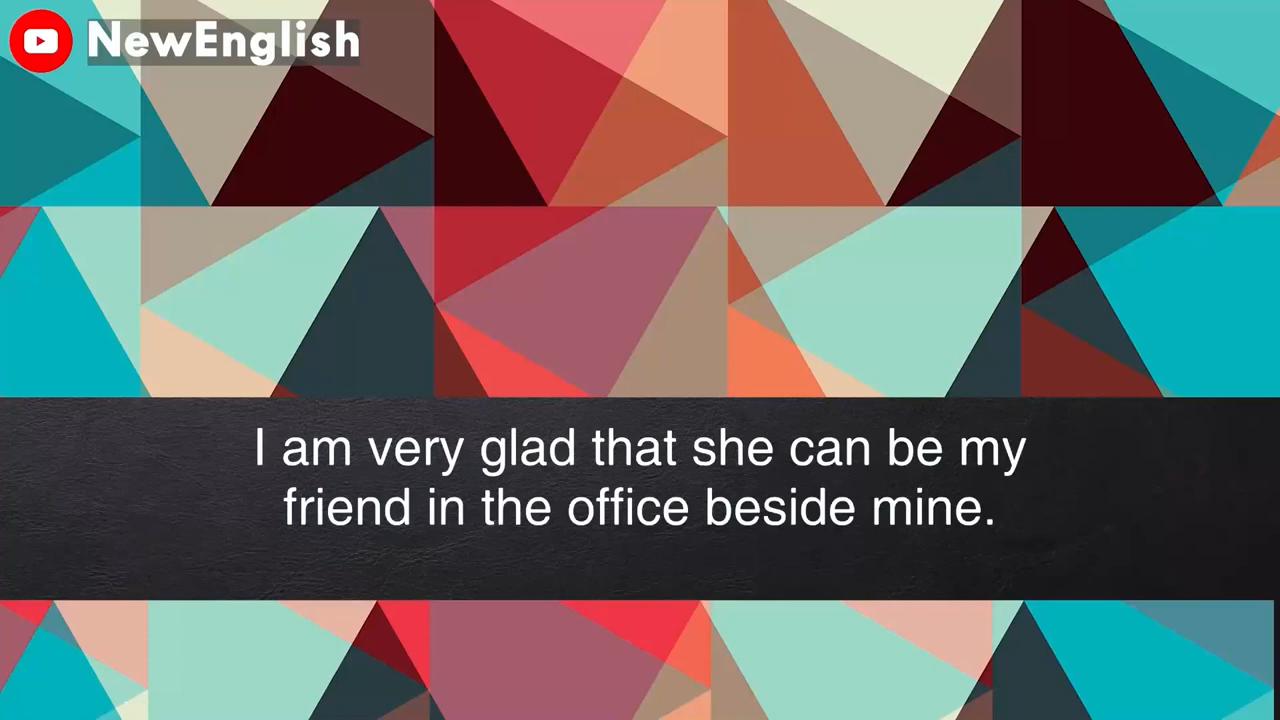 NewEnglish
I am very glad that she can be my
friend in the office beside mine.